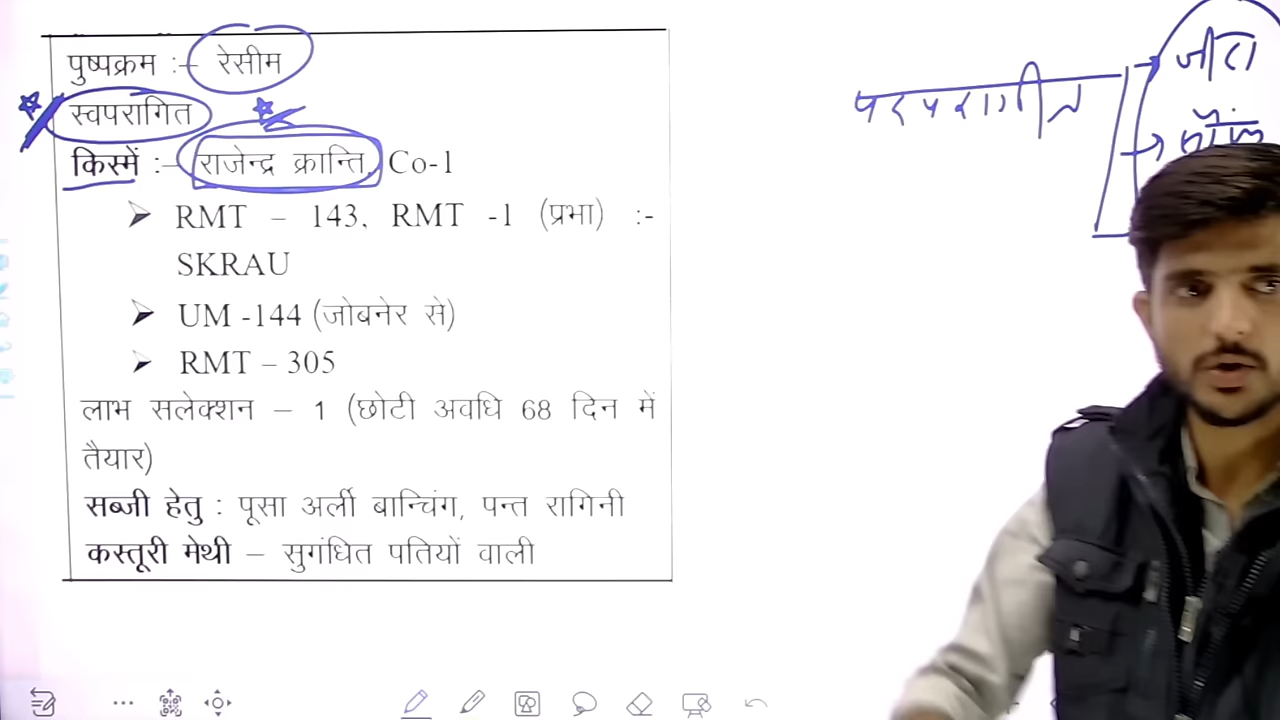 पुष्पक्रम :– रेसीम
स्वपरागित
किस्में :– राजेन्द्र क्रान्ति, Co-1
➢ RMT – 143, RMT -1 (प्रभा) :-
SKRAU
➢ UM -144 (जोबनेर से)
➢ RMT – 305
लाभ सलेक्शन – 1 (छोटी अवधि 68 दिन में
तैयार)
सब्जी हेतु : पूसा अर्ली बान्चिंग, पन्त रागिनी
कस्तूरी मेथी – सुगंधित पतियों वाली
परपरागीत
जीरा